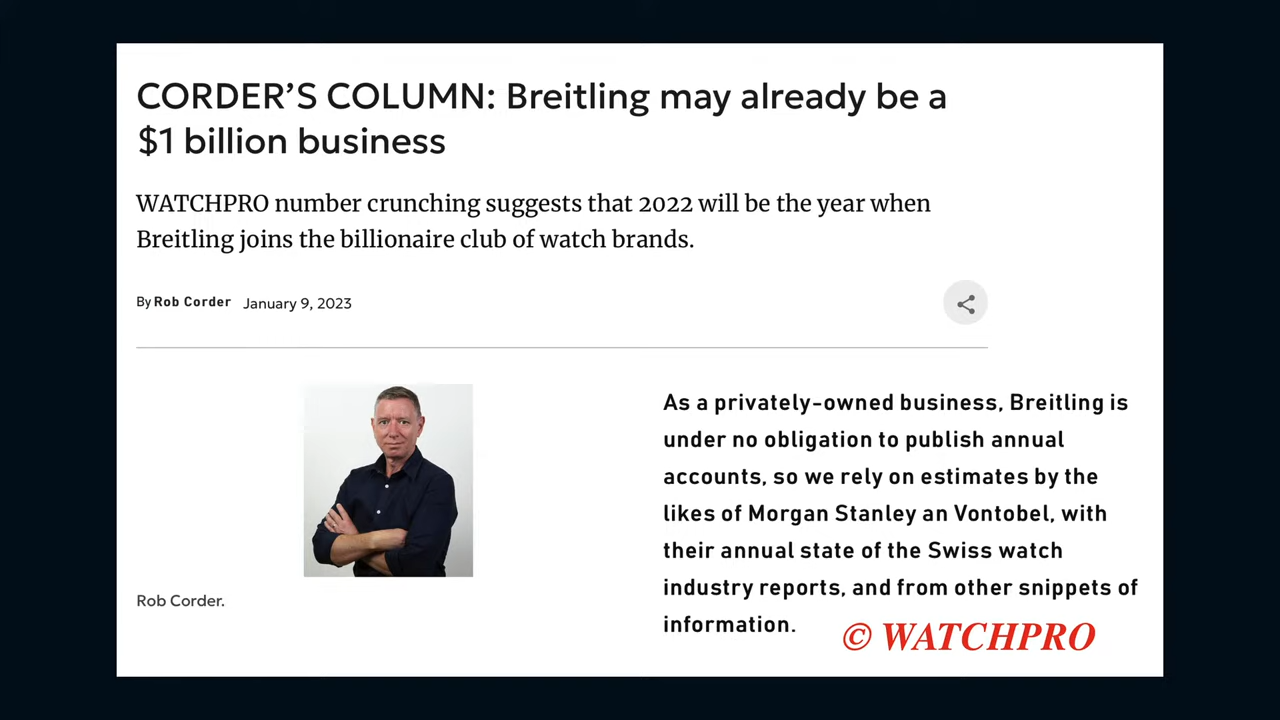 CORDER’S COLUMN: Breitling may already be a
$1 billion business
WATCHPRO number crunching suggests that 2022 will be the year when
Breitling joins the billionaire club of watch brands.
By Rob Corder January 9, 2023
Rob Corder.
As a privately-owned business, Breitling is
under no obligation to publish annual
accounts, so we rely on estimates by the
likes of Morgan Stanley an Vontobel, with
their annual state of the Swiss watch
industry reports, and from other snippets of
information.
© WATCHPRO